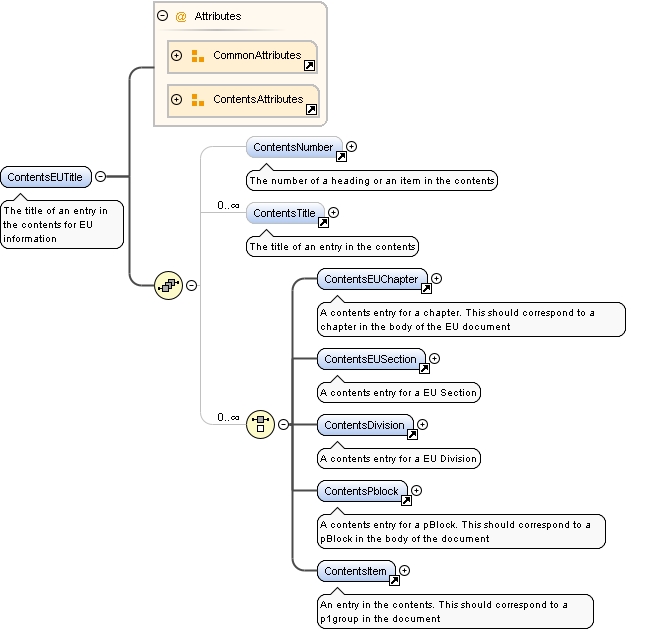 @ Attributes
CommonAttributes
ContentsAttributes
ContentsEUTitle
The title of an entry in
the contents for EU
information
ContentsNumber
The number of a heading or an item in the contents
0..∞
ContentsTitle
The title of an entry in the contents
ContentsEUChapter
A contents entry for a chapter. This should correspond to a
chapter in the body of the EU document
ContentsEUSection
A contents entry for a EU Section
0..∞
ContentsDivision
A contents entry for a EU Division
ContentsPblock
A contents entry for a pBlock. This should correspond to a
pBlock in the body of the document
ContentsItem
An entry in the contents. This should correspond to a
p1group in the document